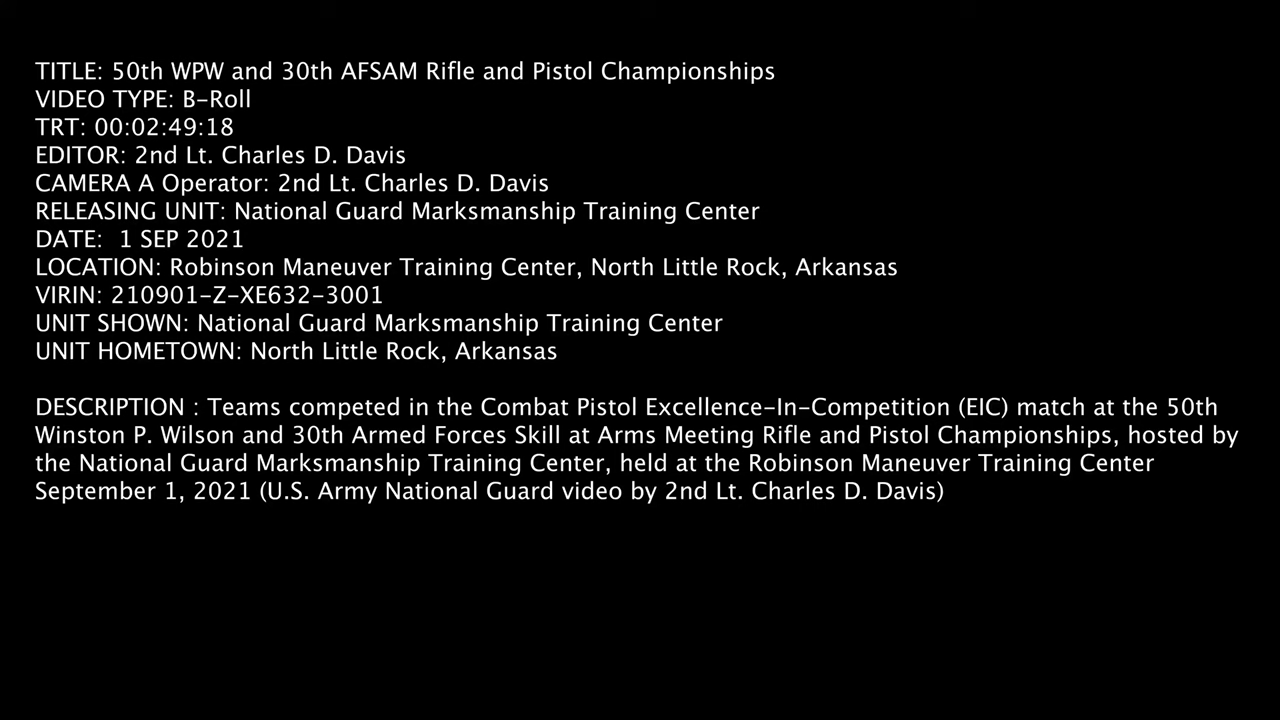 TITLE: 50th WPW and 30th AFSAM Rifle and Pistol Championships
VIDEO TYPE: B-Roll
TRT: 00:02:49:18
EDITOR: 2nd Lt. Charles D. Davis
CAMERA A Operator: 2nd Lt. Charles D. Davis
RELEASING UNIT: National Guard Marksmanship Training Center
DATE:  1 SEP 2021
LOCATION: Robinson Maneuver Training Center, North Little Rock, Arkansas
VIRIN: 210901-Z-XE632-3001
UNIT SHOWN: National Guard Marksmanship Training Center
UNIT HOMETOWN: North Little Rock, Arkansas
DESCRIPTION : Teams competed in the Combat Pistol Excellence-In-Competition (EIC) match at the 50th
Winston P. Wilson and 30th Armed Forces Skill at Arms Meeting Rifle and Pistol Championships, hosted by
the National Guard Marksmanship Training Center, held at the Robinson Maneuver Training Center
September 1, 2021 (U.S. Army National Guard video by 2nd Lt. Charles D. Davis)